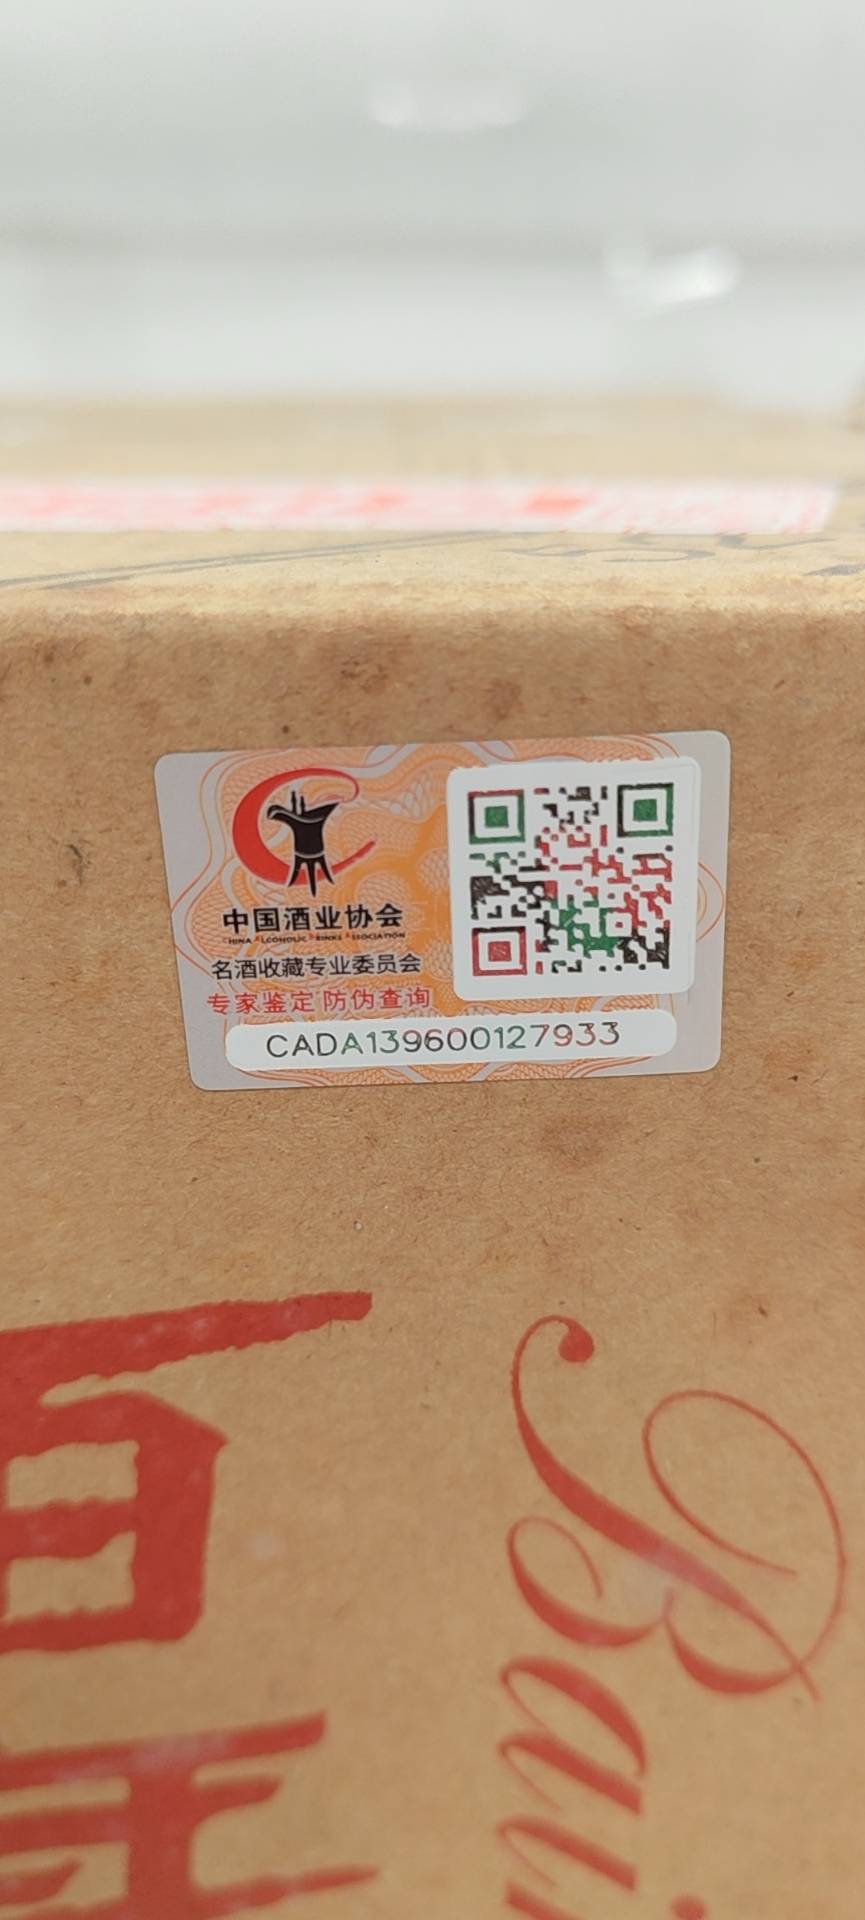 中国酒业协会
CHINA ALCOHOLIC DRINKS ASSOCIATION
名酒收藏专业委员会
专家鉴定 防伪查询
CADA139600127933
Bai